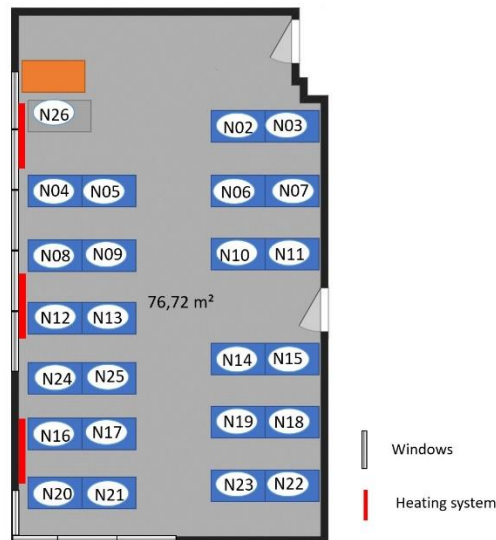 N26
N02 N03
N04 N05
N06 N07
N08 N09
N10 N11
76,72 m²
N12 N13
N14 N15
N24 N25
N16 N17
N19 N18
N20 N21
N23 N22
Windows
Heating system